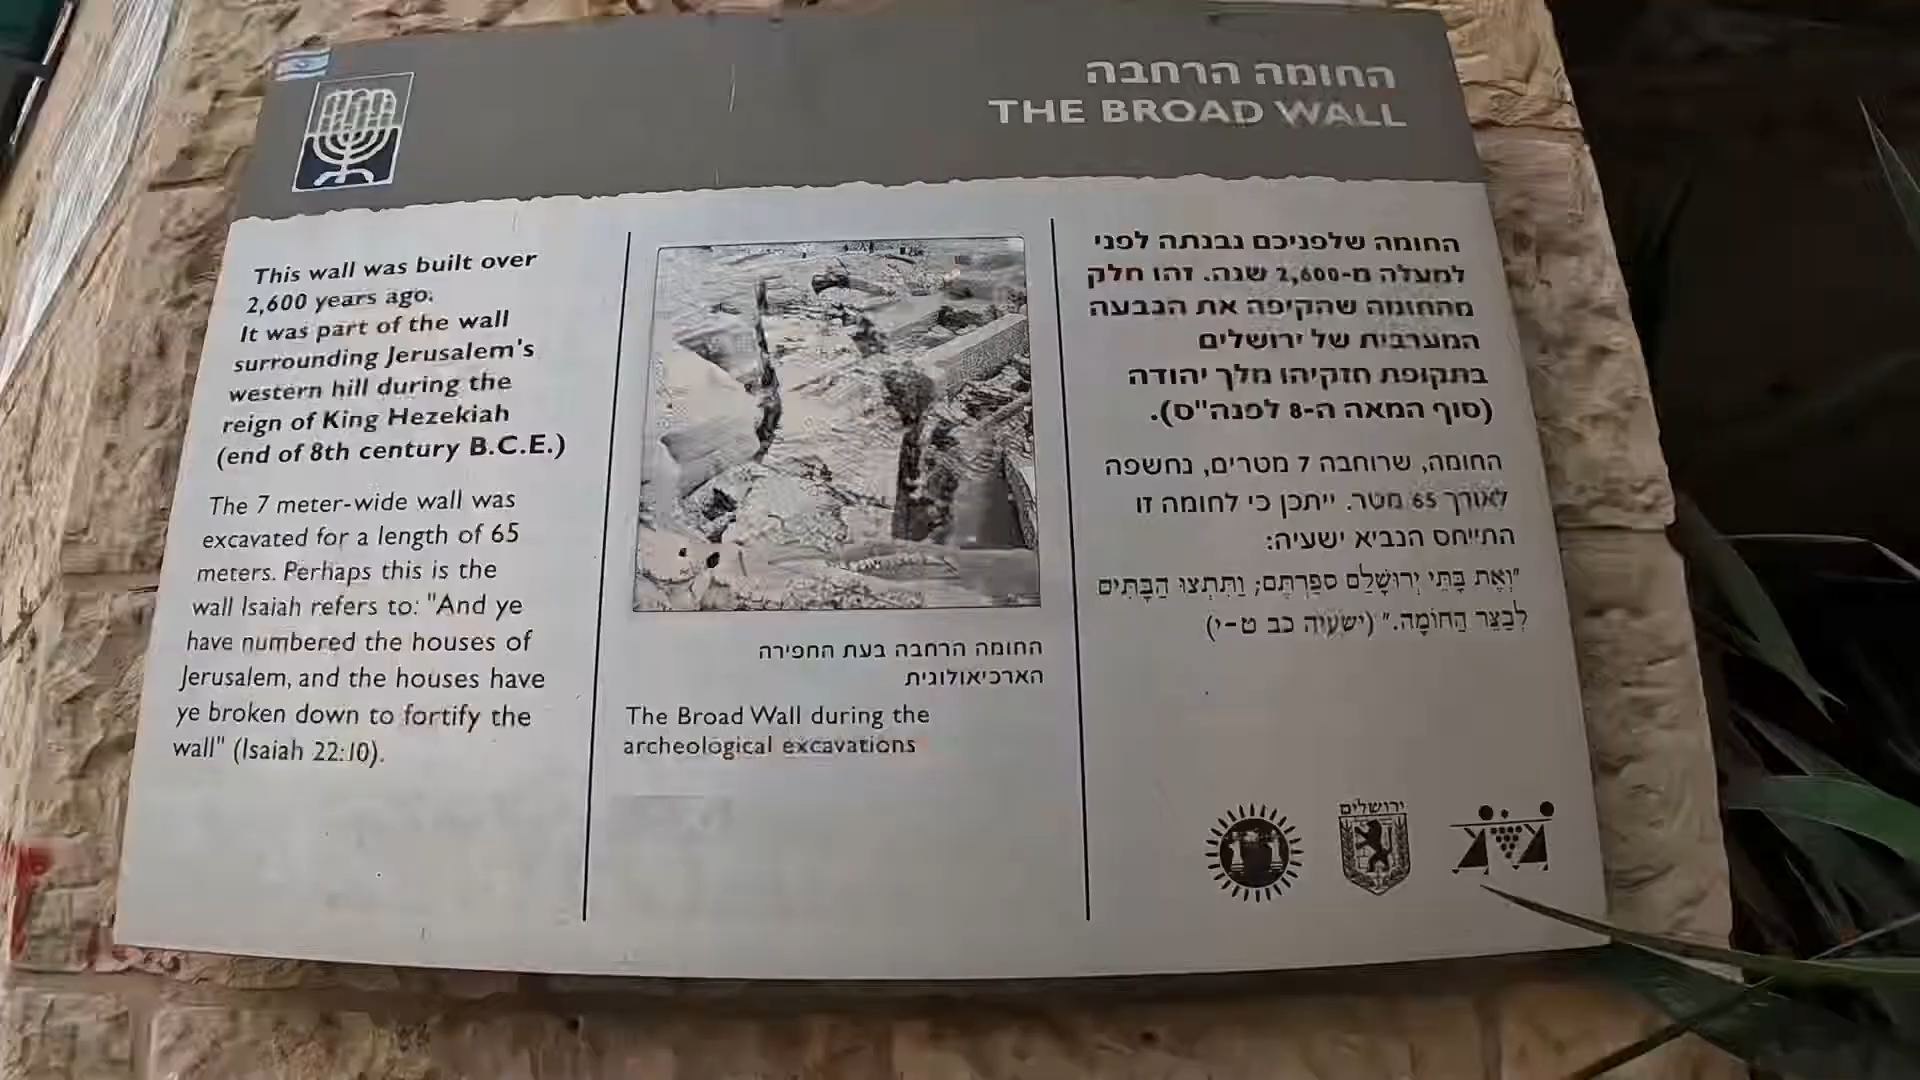 החומה הרחבה
THE BROAD WALL
This wall was built over
2,600 years ago.
It was part of the wall
surrounding Jerusalem's
western hill during the
reign of King Hezekiah
(end of 8th century B.C.E.)
The 7 meter-wide wall was
excavated for a length of 65
meters. Perhaps this is the
wall Isaiah refers to: "And ye
have numbered the houses of
Jerusalem, and the houses have
ye broken down to fortify the
wall" (Isaiah 22:10).
החומה הרחבה בעת החפירה
הארכיאולוגית
The Broad Wall during the
archeological excavations
החומה שלפניכם נבנתה לפני
למעלה מ-2,600 שנה. זהו חלק
מהחומה שהקיפה את הגבעה
המערבית של ירושלים
בתקופת חזקיהו מלך יהודה
(סוף המאה ה-8 לפנה"ס).
החומה, שרוחבה 7 מטרים, נחשפה
לאורך 65 מטר. ייתכן כי לחומה זו
התייחס הנביא ישעיה:
"וְאֶת בָּתֵּי יְרוּשָׁלִַם סְפַרְתֶּם; וַתִּתְצוּ הַבָּתִּים
לְבַצֵּר הַחוֹמָה." (ישעיה כב ט-י)
ירושלים